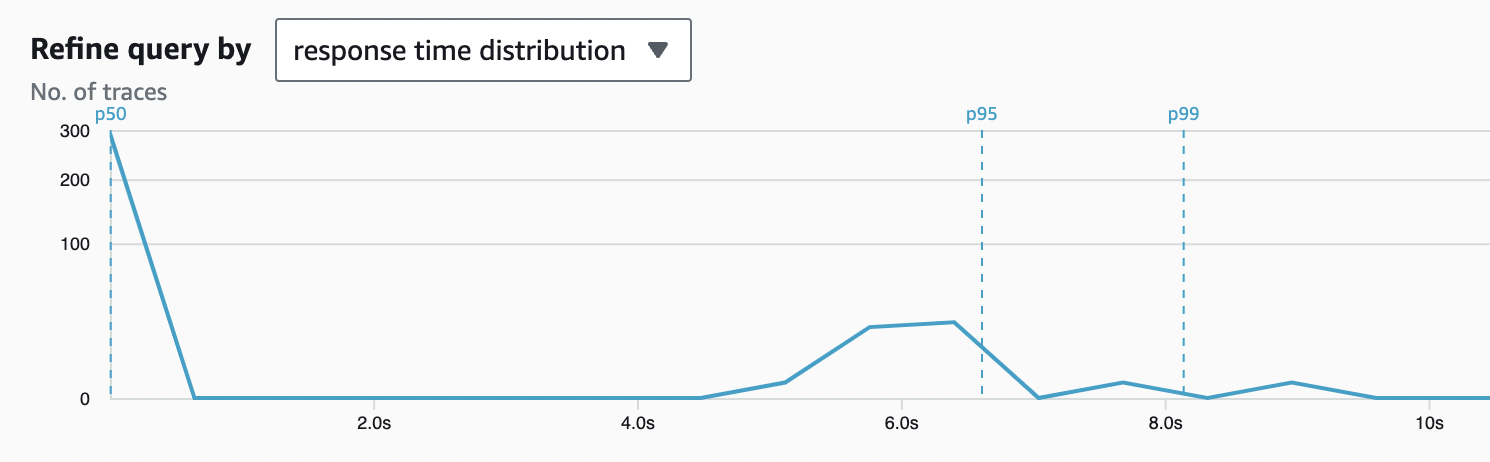 Refine query by response time distribution
No. of traces
p50 p95 p99
300
200
100
0
2.0s 4.0s 6.0s 8.0s 10s